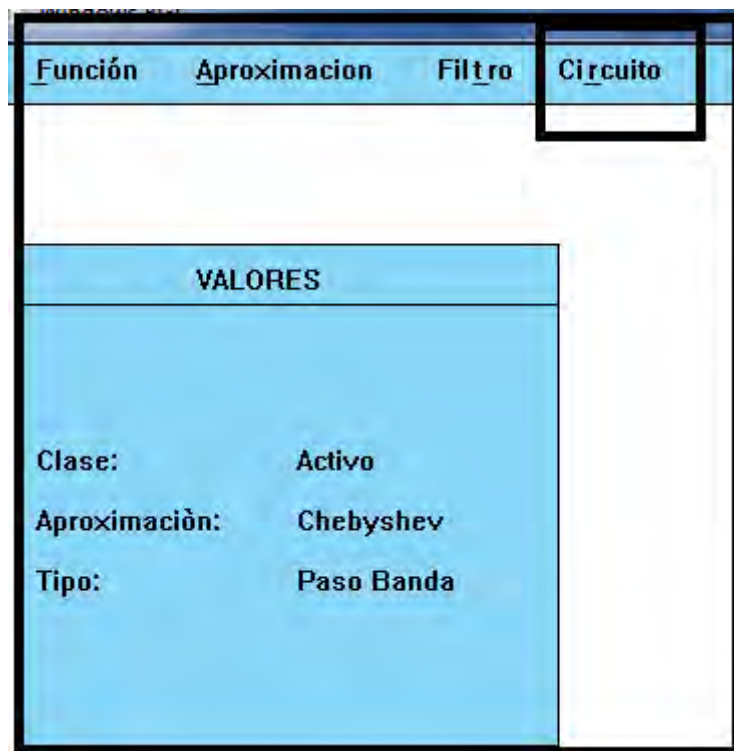 Función Aproximacion Filtro Circuito
VALORES
Clase: Activo
Aproximaciòn: Chebyshev
Tipo: Paso Banda